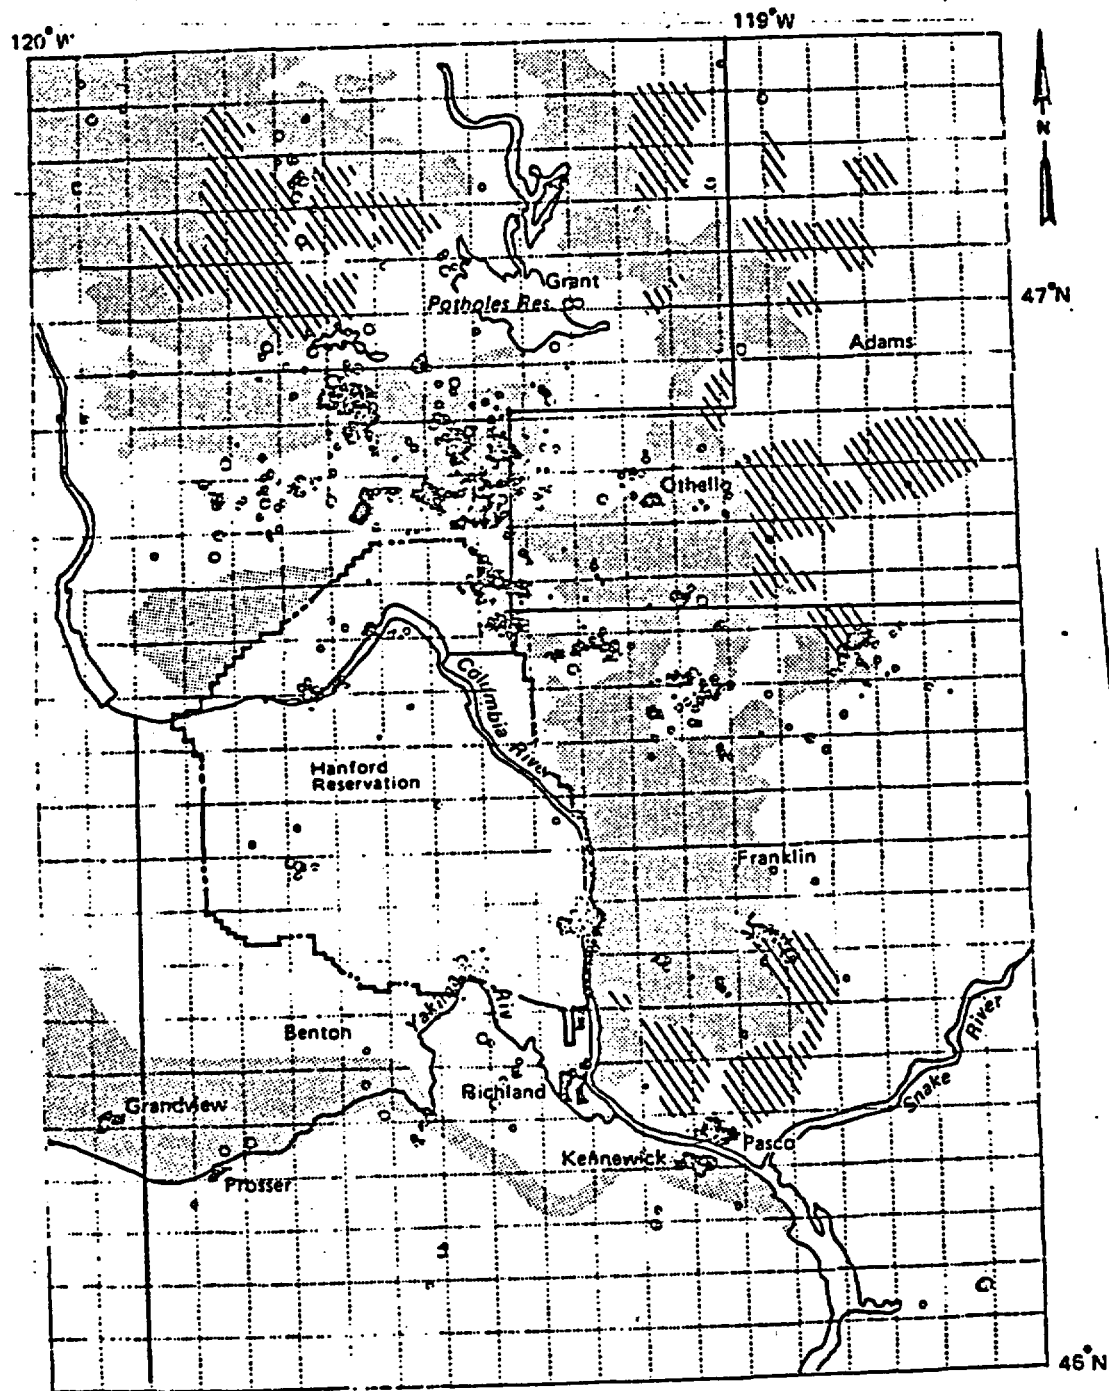 120°W
119°W
N
47°N
Grant
Potholes Res.
Adams
Othello
Columbia River
Hanford
Reservation
Franklin
Yakima
Riv
Benton
Richland
Snake River
Grandview
Pasco
Kennewick
Prosser
46°N